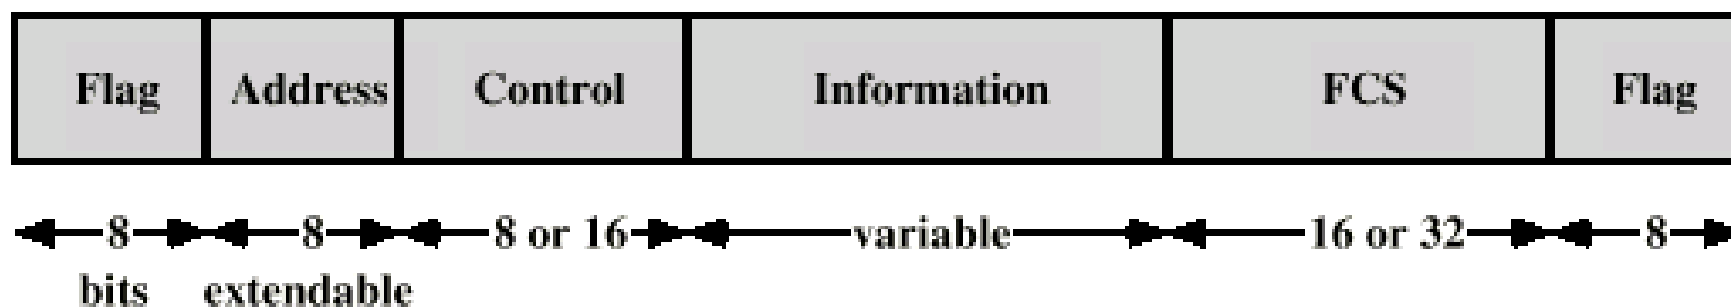 Flag Address Control Information FCS Flag
8 8 8 or 16 variable 16 or 32 8
bits extendable